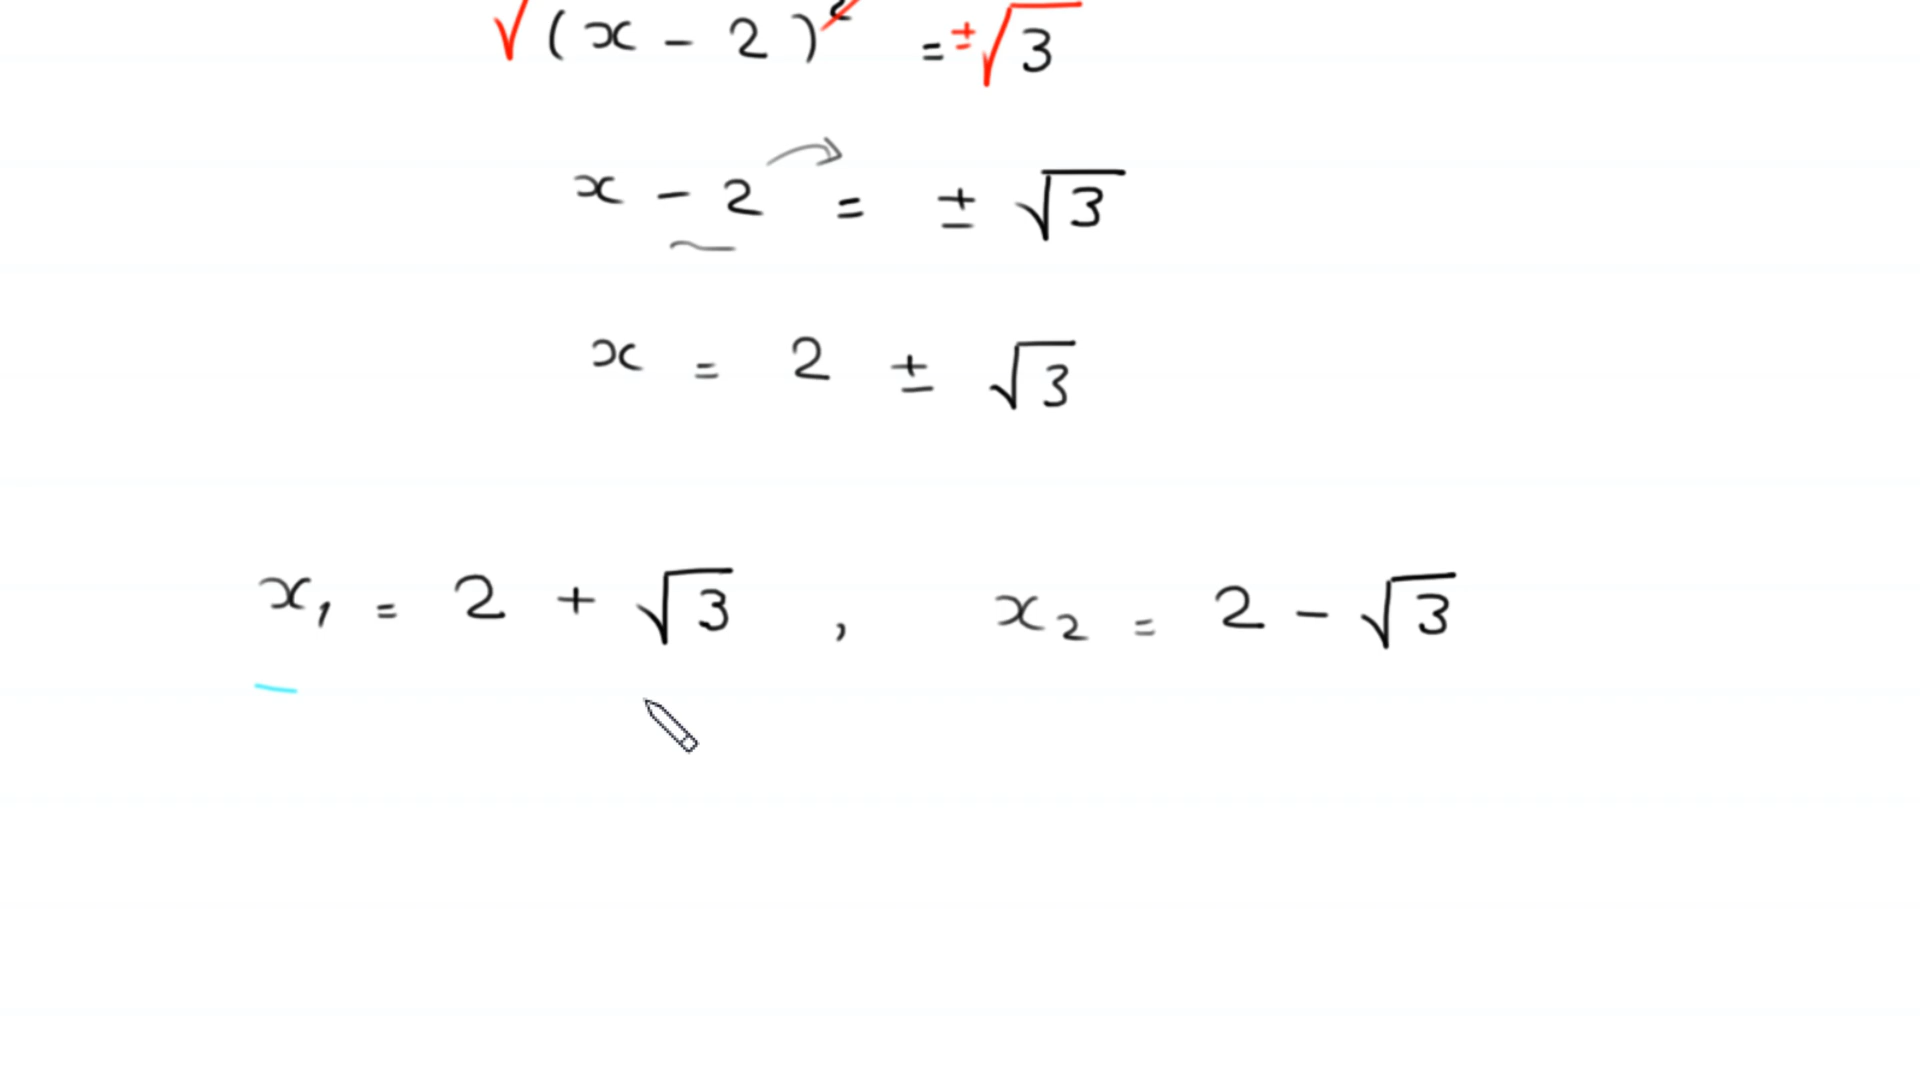 √(x - 2)² = ±√3
x - 2 = ± √3
x = 2 ± √3
x₁ = 2 + √3 , x₂ = 2 - √3